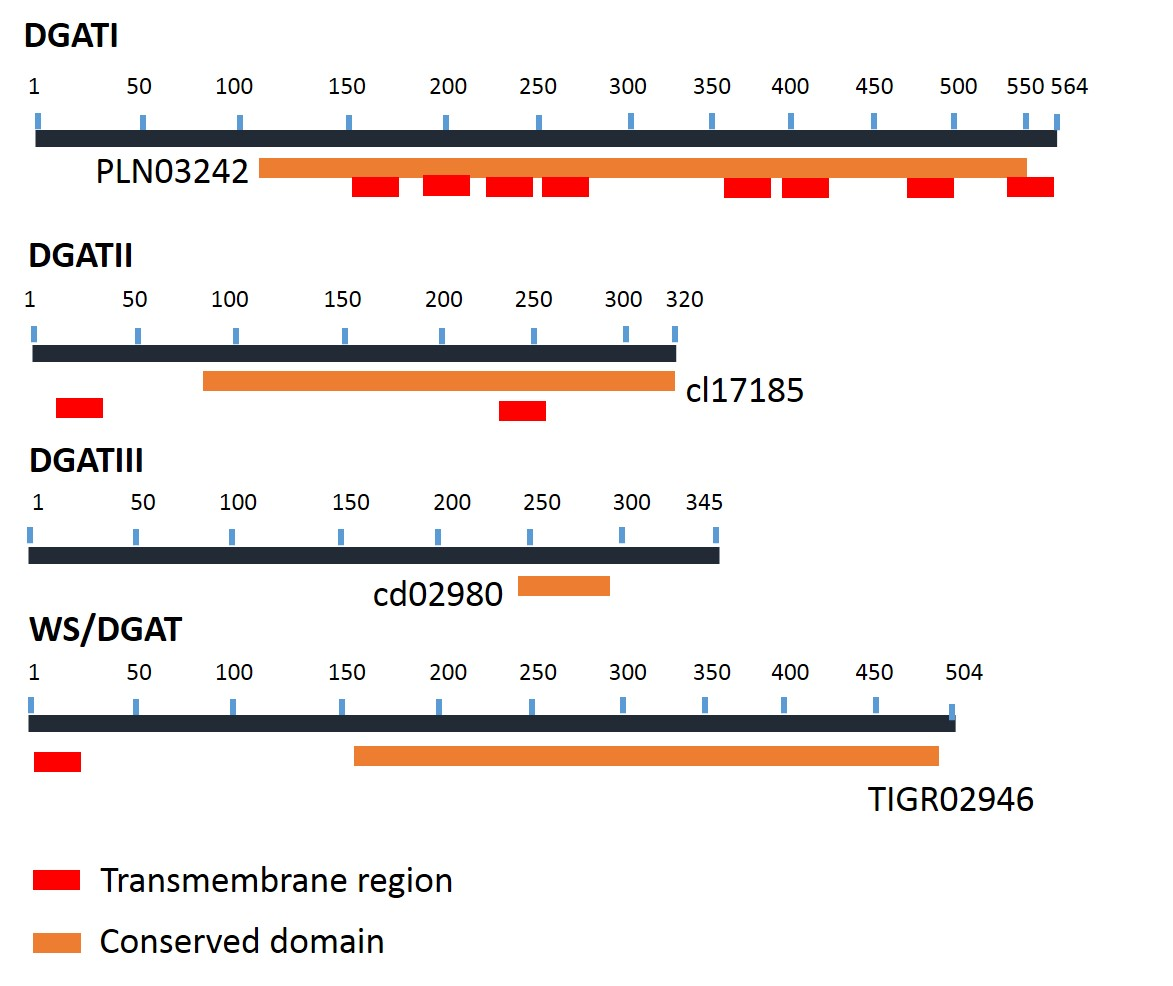 DGATI
1 50 100 150 200 250 300 350 400 450 500 550 564
PLN03242
DGATII
1 50 100 150 200 250 300 320
cl17185
DGATIII
1 50 100 150 200 250 300 345
cd02980
WS/DGAT
1 50 100 150 200 250 300 350 400 450 504
TIGR02946
Transmembrane region
Conserved domain